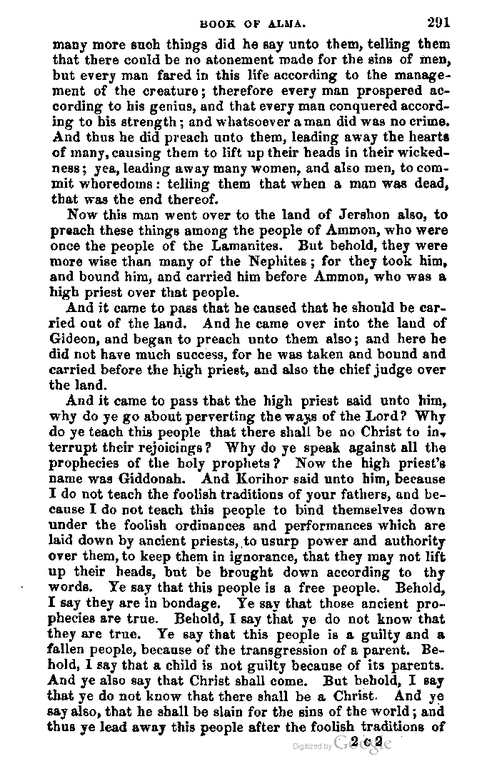 BOOK OF ALMA. 291
many more such things did he say unto them, telling them
that there could be no atonement made for the sins of men,
but every man fared in this life according to the manage-
ment of the creature; therefore every man prospered ac-
cording to his genius, and that every man conquered accord-
ing to his strength; and whatsoever a man did was no crime.
And thus he did preach unto them, leading away the hearts
of many, causing them to lift up their heads in their wicked-
ness; yea, leading away many women, and also men, to com-
mit whoredoms: telling them that when a man was dead,
that was the end thereof.
Now this man went over to the land of Jershon also, to
preach these things among the people of Ammon, who were
once the people of the Lamanites. But behold, they were
more wise than many of the Nephites; for they took him,
and bound him, and carried him before Ammon, who was a
high priest over that people.
And it came to pass that he caused that he should be car-
ried out of the land. And he came over into the land of
Gideon, and began to preach unto them also; and here he
did not have much success, for he was taken and bound and
carried before the high priest, and also the chief judge over
the land.
And it came to pass that the high priest said unto him,
why do ye go about perverting the ways of the Lord? Why
do ye teach this people that there shall be no Christ to in-
terrupt their rejoicings? Why do ye speak against all the
prophecies of the holy prophets? Now the high priest's
name was Giddonah. And Korihor said unto him, because
I do not teach the foolish traditions of your fathers, and be-
cause I do not teach this people to bind themselves down
under the foolish ordinances and performances which are
laid down by ancient priests, to usurp power and authority
over them, to keep them in ignorance, that they may not lift
up their heads, but be brought down according to thy
words. Ye say that this people is a free people. Behold,
I say they are in bondage. Ye say that those ancient pro-
phecies are true. Behold, I say that ye do not know that
they are true. Ye say that this people is a guilty and a
fallen people, because of the transgression of a parent. Be-
hold, I say that a child is not guilty because of its parents.
And ye also say that Christ shall come. But behold, I say
that ye do not know that there shall be a Christ. And ye
say also, that he shall be slain for the sins of the world; and
thus ye lead away this people after the foolish traditions of
2 c 2
Digitized by Google